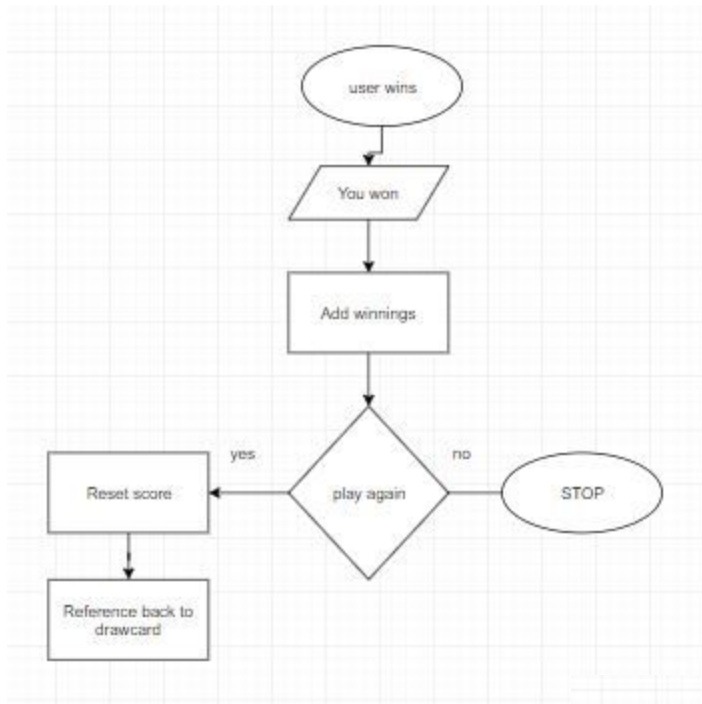 user wins
You won
Add winnings
yes
no
Reset score
play again
STOP
Reference back to
drawcard